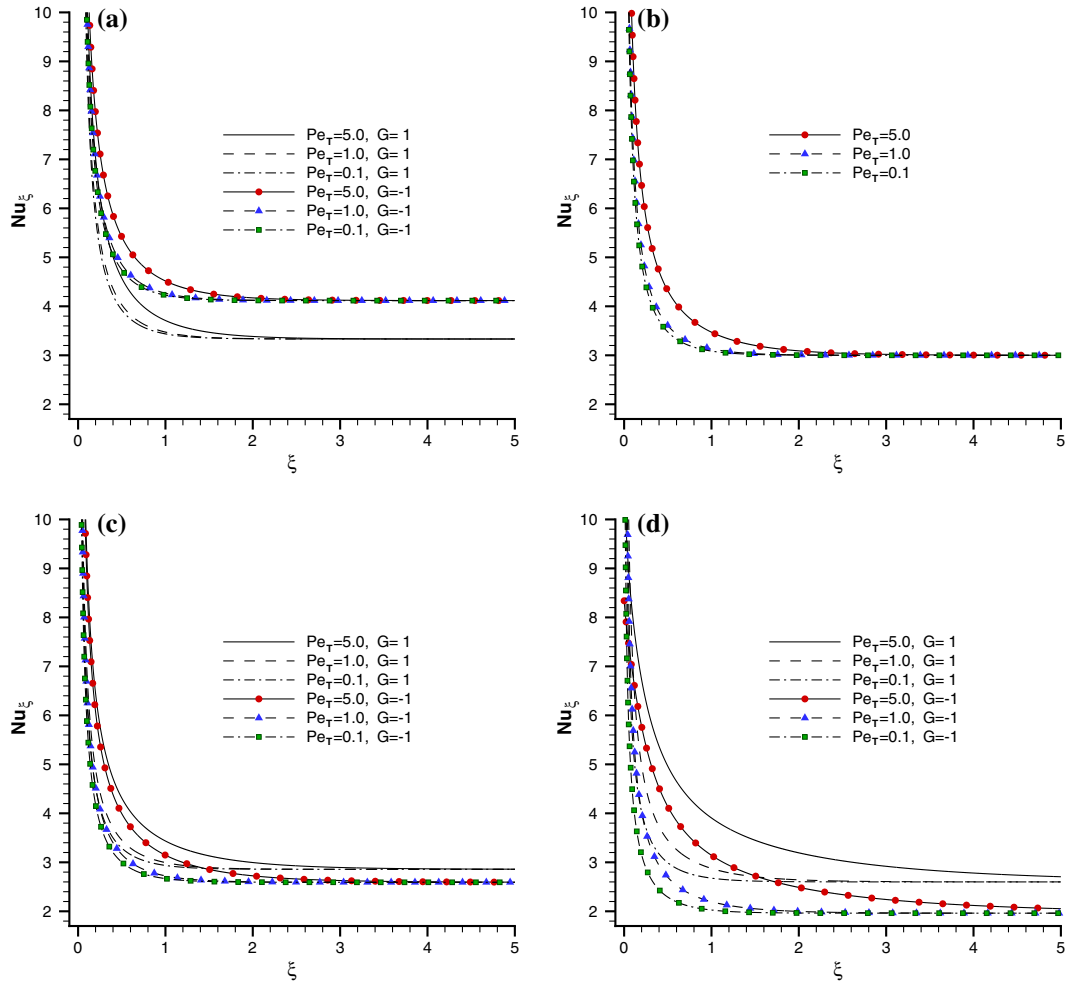 (a)
10
9
8
7
6
5
4
3
2
Nuξ
0 1 2 3 4 5
ξ
Pe_T=5.0, G= 1
Pe_T=1.0, G= 1
Pe_T=0.1, G= 1
Pe_T=5.0, G=-1
Pe_T=1.0, G=-1
Pe_T=0.1, G=-1
(b)
10
9
8
7
6
5
4
3
2
Nuξ
0 1 2 3 4 5
ξ
Pe_T=5.0
Pe_T=1.0
Pe_T=0.1
(c)
10
9
8
7
6
5
4
3
2
Nuξ
0 1 2 3 4 5
ξ
Pe_T=5.0, G= 1
Pe_T=1.0, G= 1
Pe_T=0.1, G= 1
Pe_T=5.0, G=-1
Pe_T=1.0, G=-1
Pe_T=0.1, G=-1
(d)
10
9
8
7
6
5
4
3
2
Nuξ
0 1 2 3 4 5
ξ
Pe_T=5.0, G= 1
Pe_T=1.0, G= 1
Pe_T=0.1, G= 1
Pe_T=5.0, G=-1
Pe_T=1.0, G=-1
Pe_T=0.1, G=-1